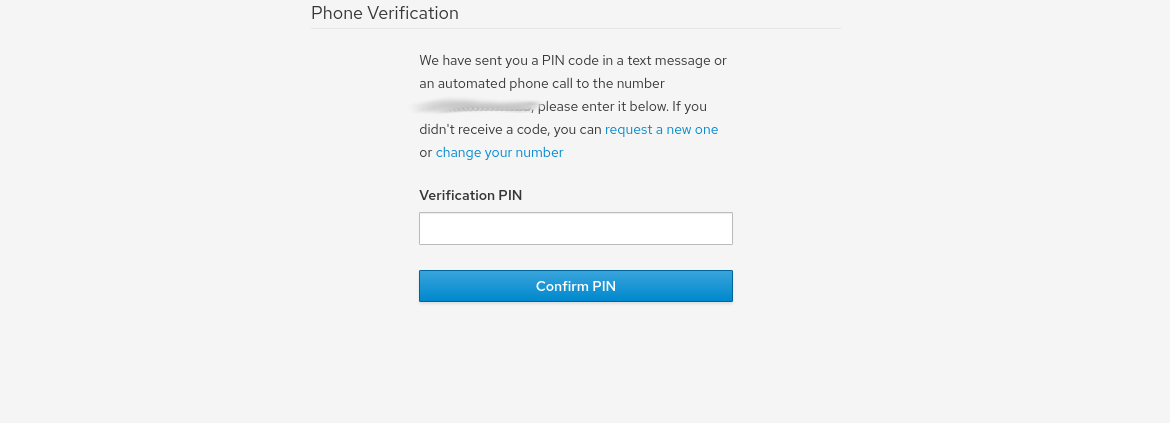 Phone Verification
We have sent you a PIN code in a text message or
an automated phone call to the number
, please enter it below. If you
didn't receive a code, you can request a new one
or change your number
Verification PIN
Confirm PIN